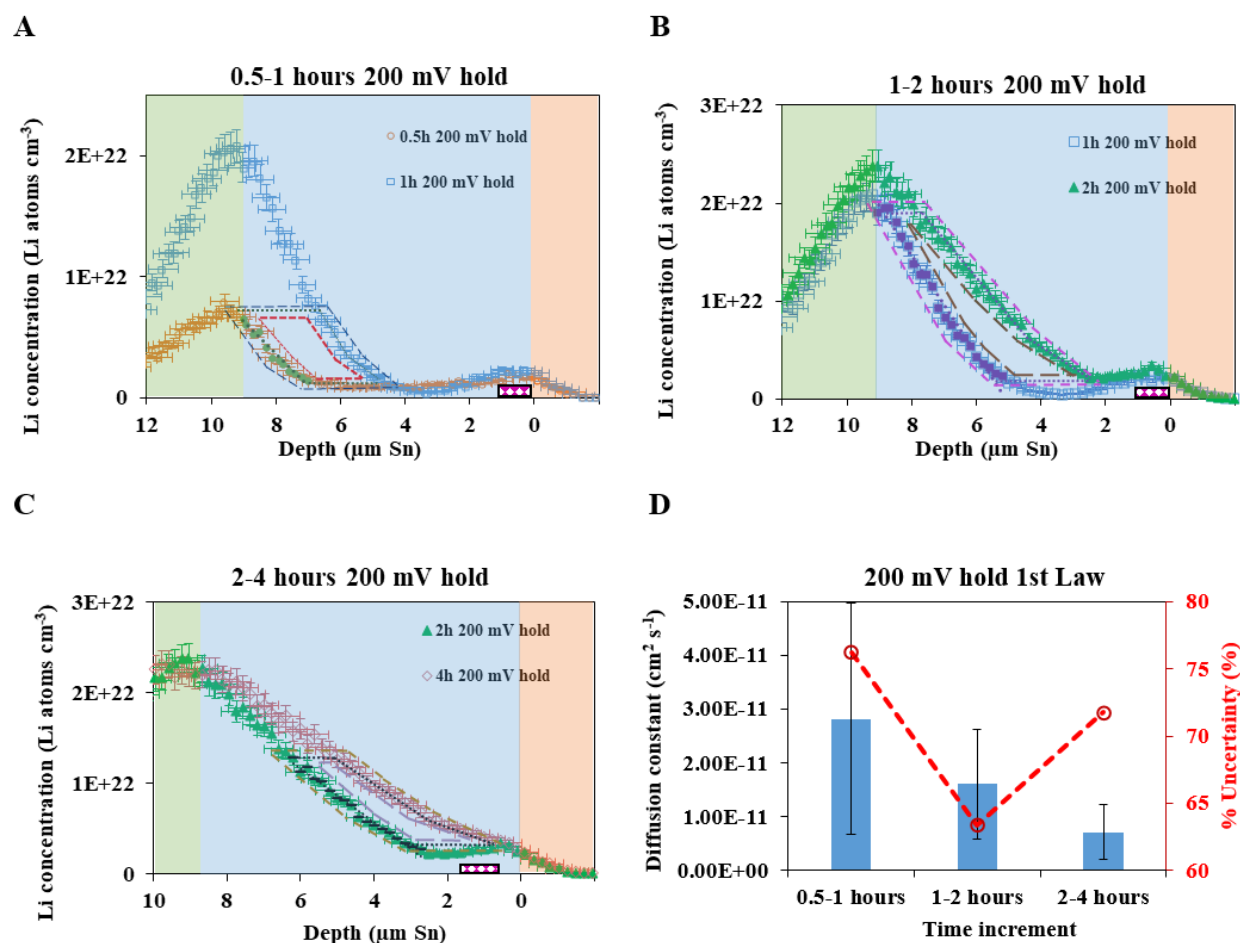 A
0.5-1 hours 200 mV hold
Li concentration (Li atoms cm-3)
2E+22
1E+22
0
0.5h 200 mV hold
1h 200 mV hold
12 10 8 6 4 2 0
Depth (µm Sn)
B
1-2 hours 200 mV hold
Li concentration (Li atoms cm-3)
3E+22
2E+22
1E+22
0
1h 200 mV hold
2h 200 mV hold
12 10 8 6 4 2 0
Depth (µm Sn)
C
2-4 hours 200 mV hold
Li concentration (Li atoms cm-3)
3E+22
2E+22
1E+22
0
2h 200 mV hold
4h 200 mV hold
10 8 6 4 2 0
Depth (µm Sn)
D
200 mV hold 1st Law
Diffusion constant (cm2 s-1)
5.00E-11
4.00E-11
3.00E-11
2.00E-11
1.00E-11
0.00E+00
80
75
70
65
60
% Uncertainty (%)
0.5-1 hours 1-2 hours 2-4 hours
Time increment